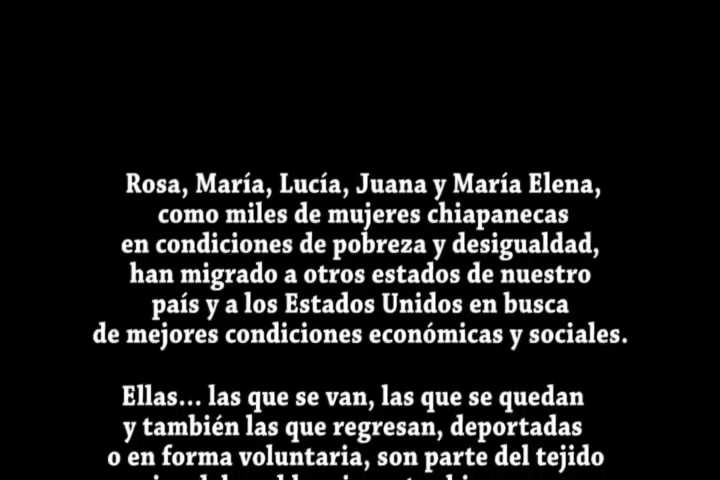 Rosa, María, Lucía, Juana y María Elena,
como miles de mujeres chiapanecas
en condiciones de pobreza y desigualdad,
han migrado a otros estados de nuestro
país y a los Estados Unidos en busca
de mejores condiciones económicas y sociales.
Ellas... las que se van, las que se quedan
y también las que regresan, deportadas
o en forma voluntaria, son parte del tejido